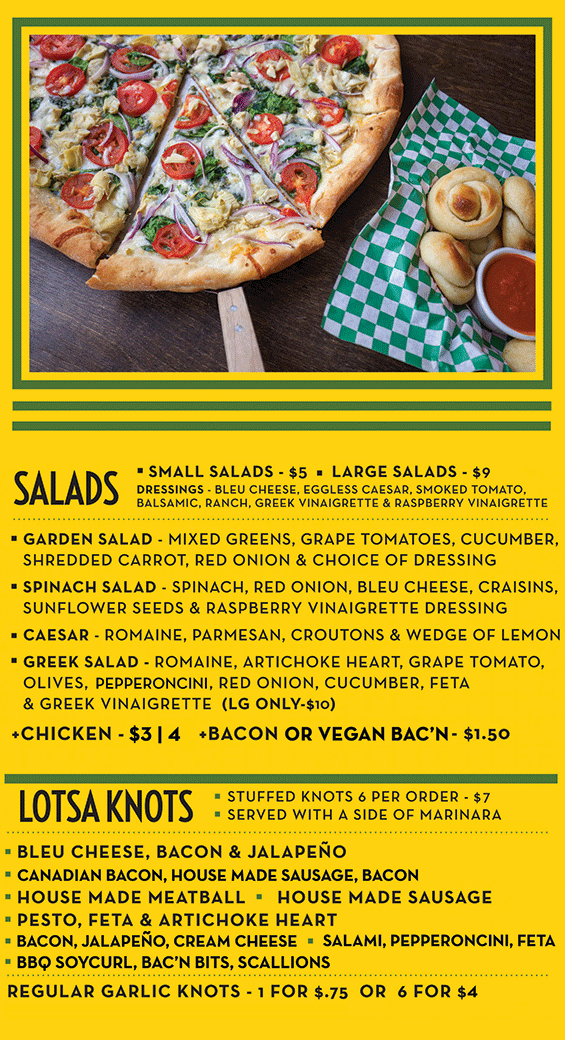 SALADS
▪ SMALL SALADS - $5 ▪ LARGE SALADS - $9
DRESSINGS - BLEU CHEESE, EGGLESS CAESAR, SMOKED TOMATO,
BALSAMIC, RANCH, GREEK VINAIGRETTE & RASPBERRY VINAIGRETTE
▪ GARDEN SALAD - MIXED GREENS, GRAPE TOMATOES, CUCUMBER,
SHREDDED CARROT, RED ONION & CHOICE OF DRESSING
▪ SPINACH SALAD - SPINACH, RED ONION, BLEU CHEESE, CRAISINS,
SUNFLOWER SEEDS & RASPBERRY VINAIGRETTE DRESSING
▪ CAESAR - ROMAINE, PARMESAN, CROUTONS & WEDGE OF LEMON
▪ GREEK SALAD - ROMAINE, ARTICHOKE HEART, GRAPE TOMATO,
OLIVES, PEPPERONCINI, RED ONION, CUCUMBER, FETA
& GREEK VINAIGRETTE (LG ONLY-$10)
+CHICKEN - $3 | 4 +BACON OR VEGAN BAC'N - $1.50
LOTSA KNOTS
▪ STUFFED KNOTS 6 PER ORDER - $7
▪ SERVED WITH A SIDE OF MARINARA
▪ BLEU CHEESE, BACON & JALAPEÑO
▪ CANADIAN BACON, HOUSE MADE SAUSAGE, BACON
▪ HOUSE MADE MEATBALL ▪ HOUSE MADE SAUSAGE
▪ PESTO, FETA & ARTICHOKE HEART
▪ BACON, JALAPEÑO, CREAM CHEESE ▪ SALAMI, PEPPERONCINI, FETA
▪ BBQ SOYCURL, BAC'N BITS, SCALLIONS
REGULAR GARLIC KNOTS - 1 FOR $.75 OR 6 FOR $4